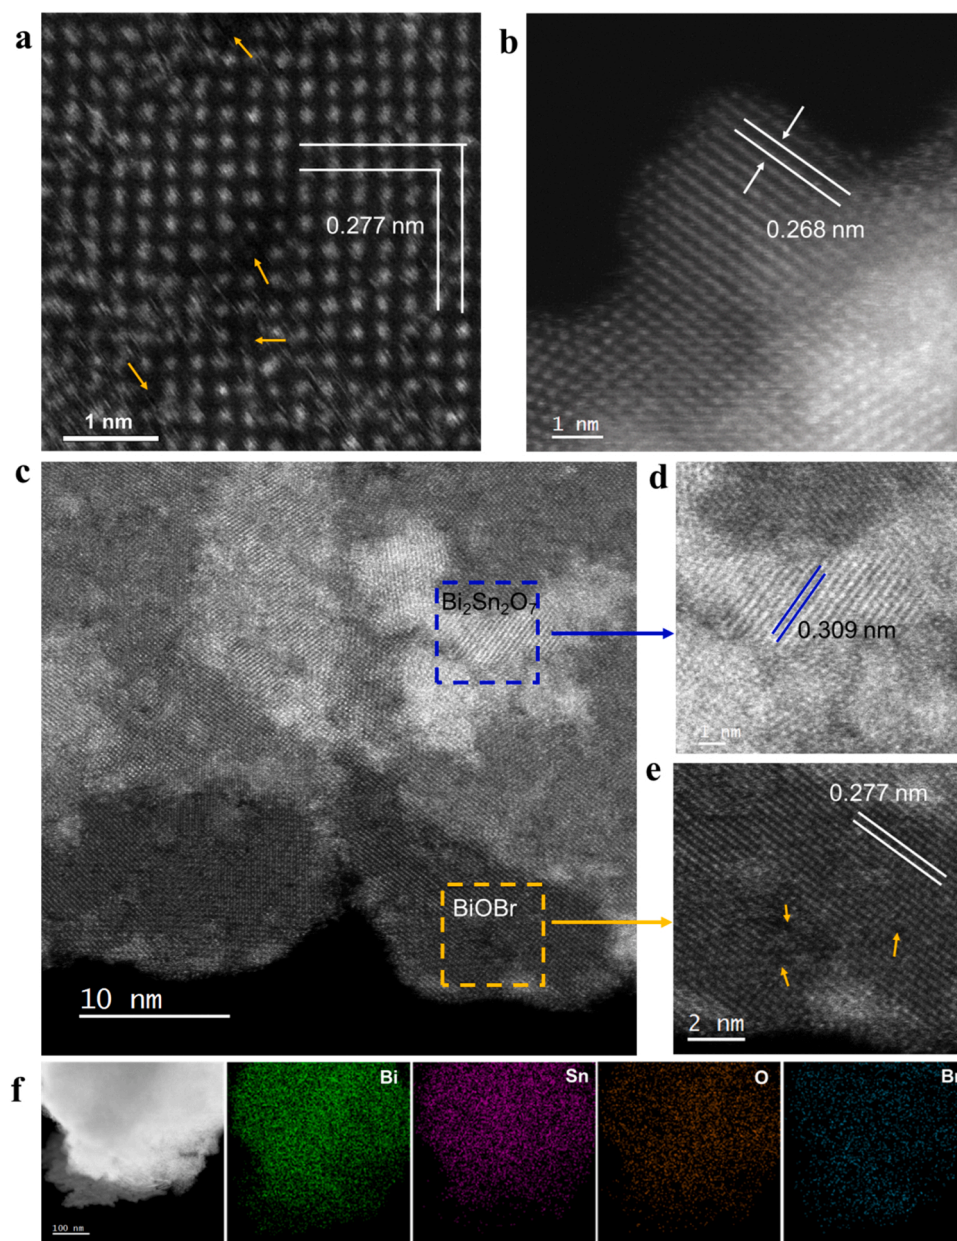 a
0.277 nm
1 nm
b
0.268 nm
1 nm
c
Bi₂Sn₂O₇
BiOBr
10 nm
d
0.309 nm
1 nm
e
0.277 nm
2 nm
f
100 nm
Bi
Sn
O
Br